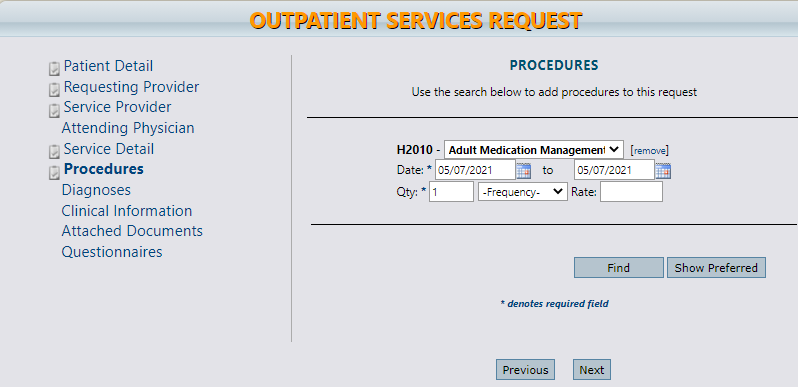 OUTPATIENT SERVICES REQUEST
Patient Detail
Requesting Provider
Service Provider
Attending Physician
Service Detail
Procedures
Diagnoses
Clinical Information
Attached Documents
Questionnaires
PROCEDURES
Use the search below to add procedures to this request
H2010 - Adult Medication Management [remove]
Date: * 05/07/2021 to 05/07/2021
Qty: * 1 -Frequency- Rate:
Find Show Preferred
* denotes required field
Previous Next